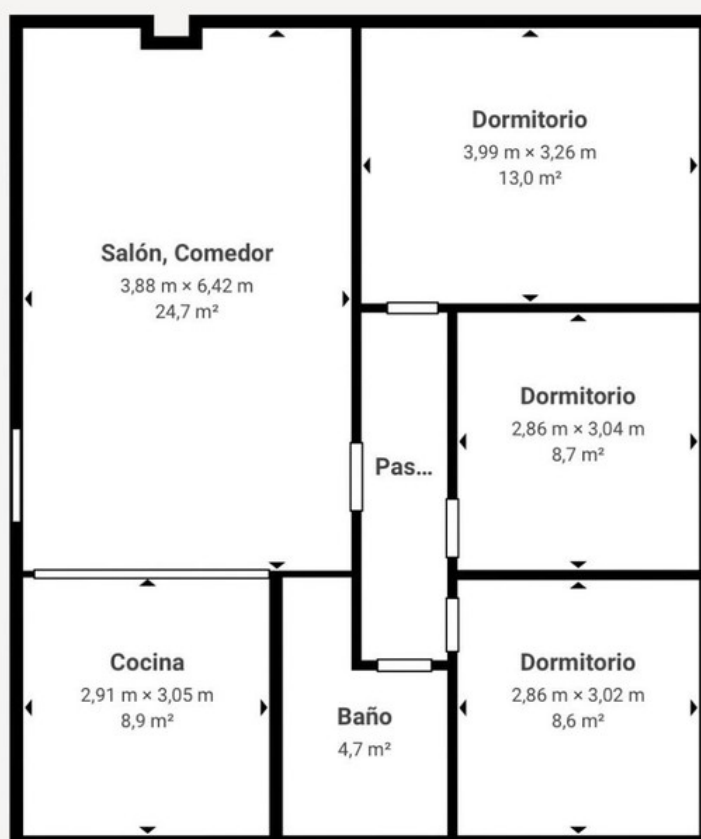 Dormitorio
3,99 m × 3,26 m
13,0 m²
Salón, Comedor
3,88 m × 6,42 m
24,7 m²
Dormitorio
2,86 m × 3,04 m
8,7 m²
Pas...
Cocina
2,91 m × 3,05 m
8,9 m²
Baño
4,7 m²
Dormitorio
2,86 m × 3,02 m
8,6 m²